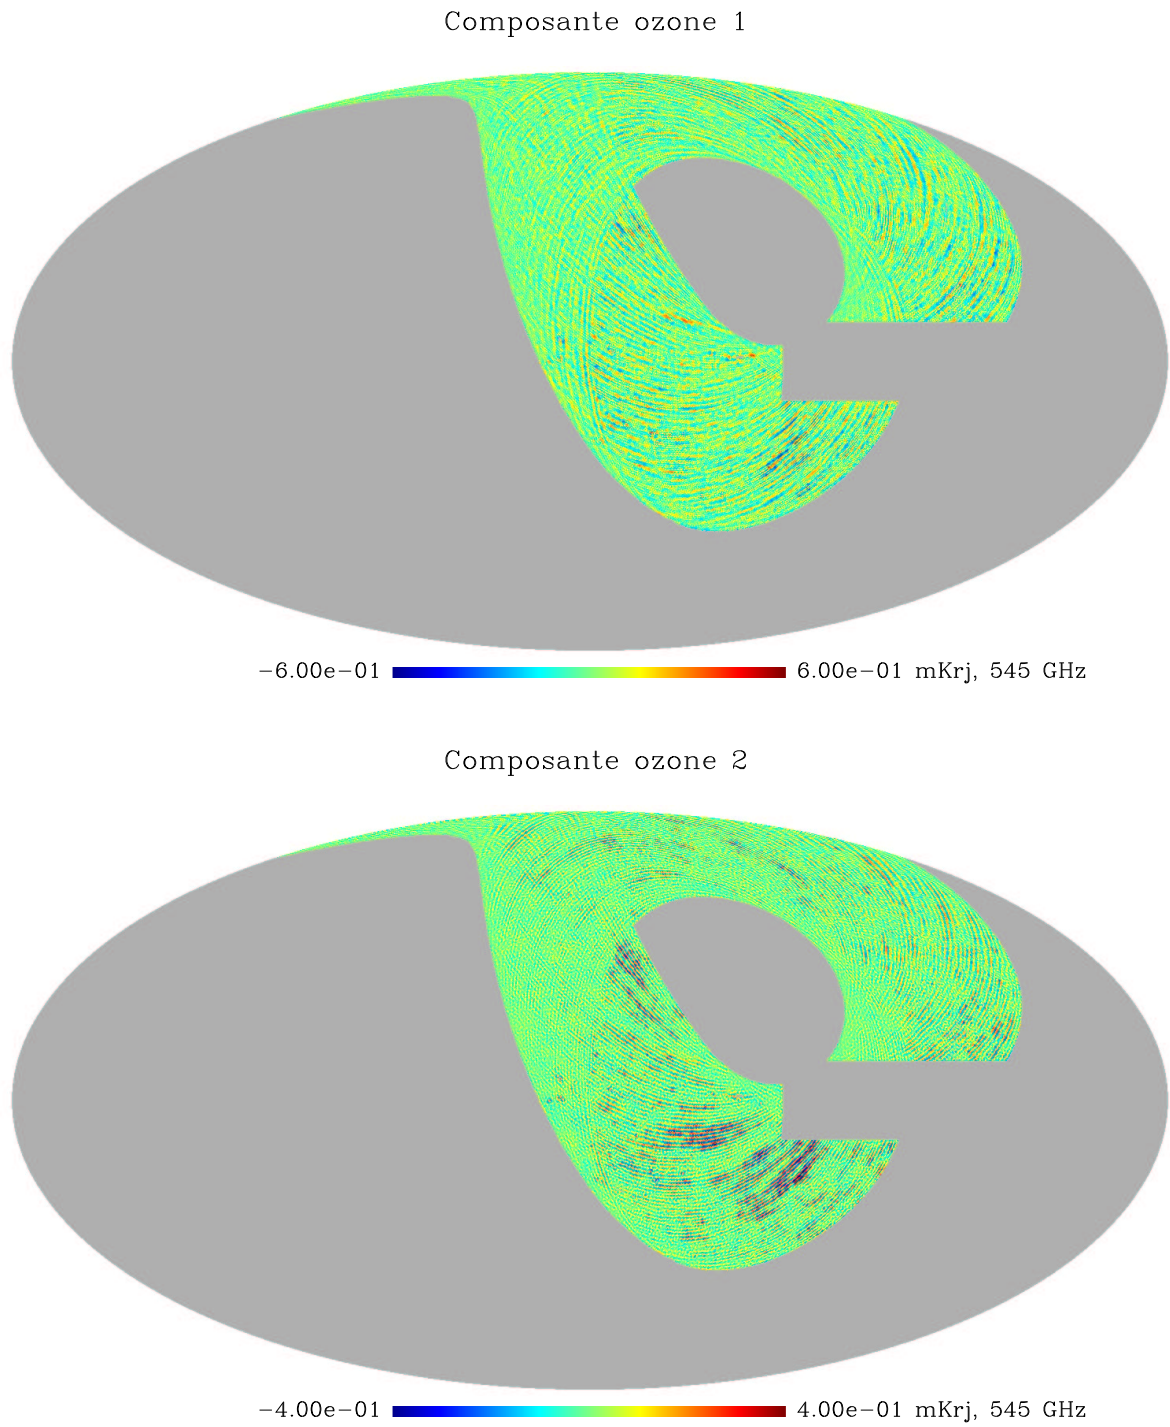 Composante ozone 1
−6.00e−01 6.00e−01 mKrj, 545 GHz
Composante ozone 2
−4.00e−01 4.00e−01 mKrj, 545 GHz